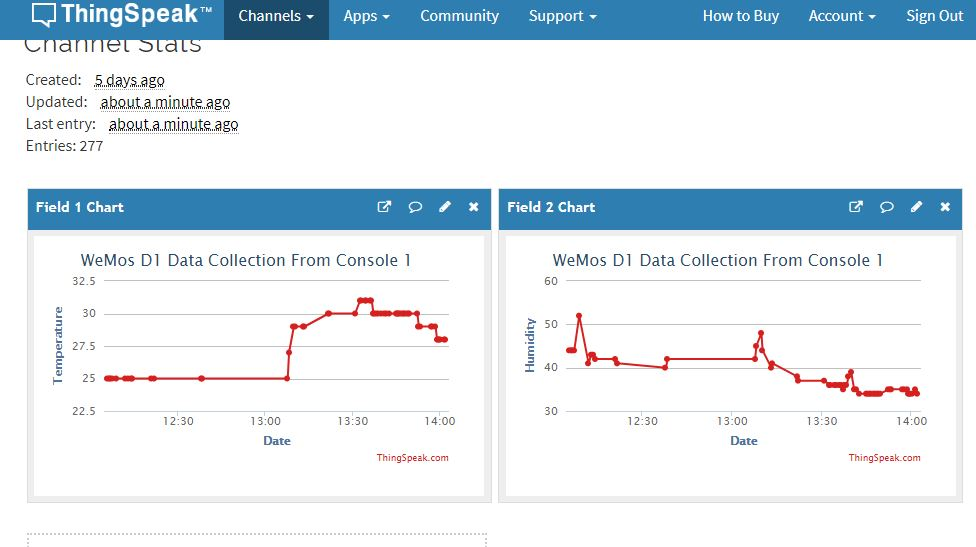 ThingSpeak™ Channels Apps Community Support How to Buy Account Sign Out
Channel Stats
Created: 5 days ago
Updated: about a minute ago
Last entry: about a minute ago
Entries: 277
Field 1 Chart
WeMos D1 Data Collection From Console 1
32.5
30
27.5
25
22.5
Temperature
12:30 13:00 13:30 14:00
Date
ThingSpeak.com
Field 2 Chart
WeMos D1 Data Collection From Console 1
60
50
40
30
Humidity
12:30 13:00 13:30 14:00
Date
ThingSpeak.com